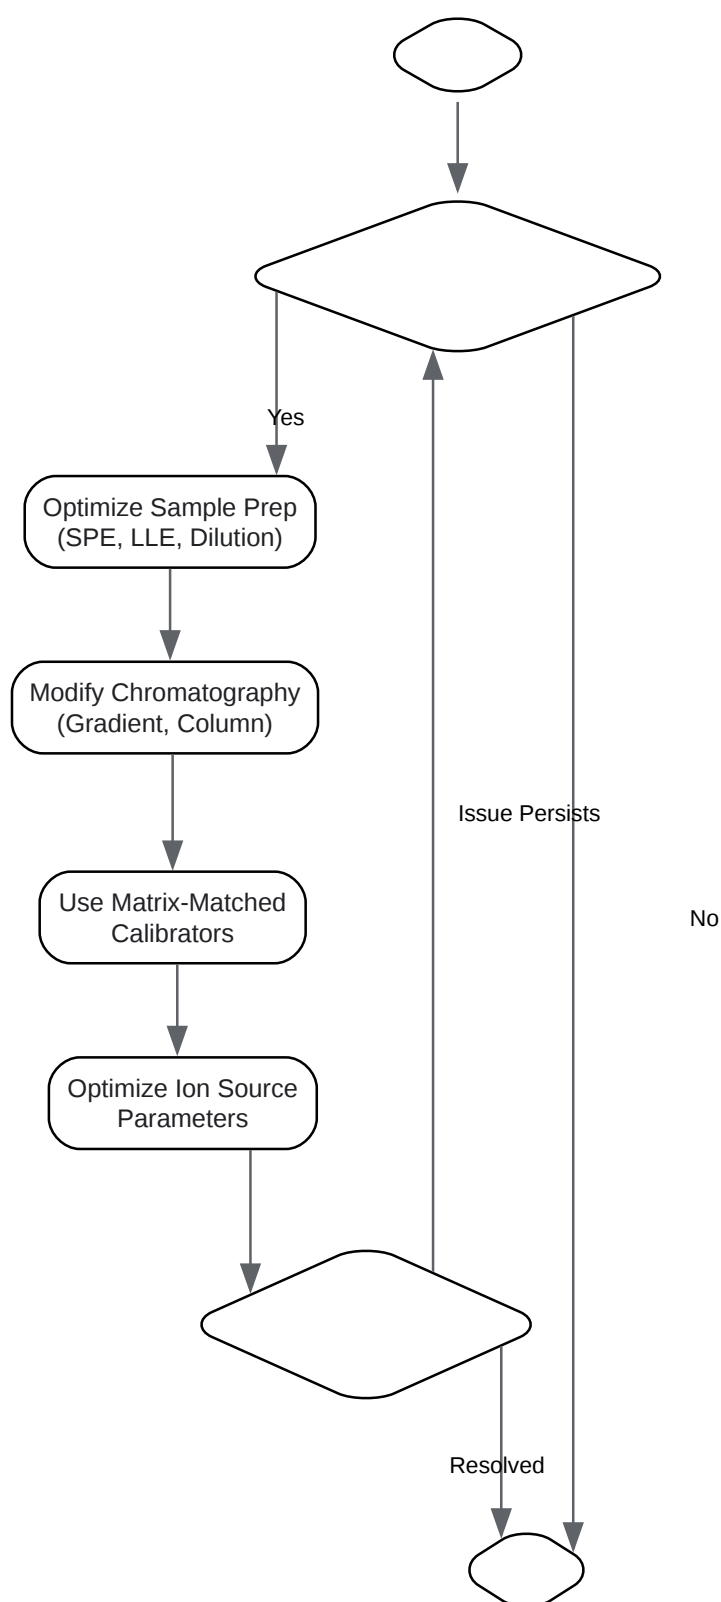 Yes
Optimize Sample Prep
(SPE, LLE, Dilution)
Modify Chromatography
(Gradient, Column)
Issue Persists
Use Matrix-Matched
Calibrators
No
Optimize Ion Source
Parameters
Resolved